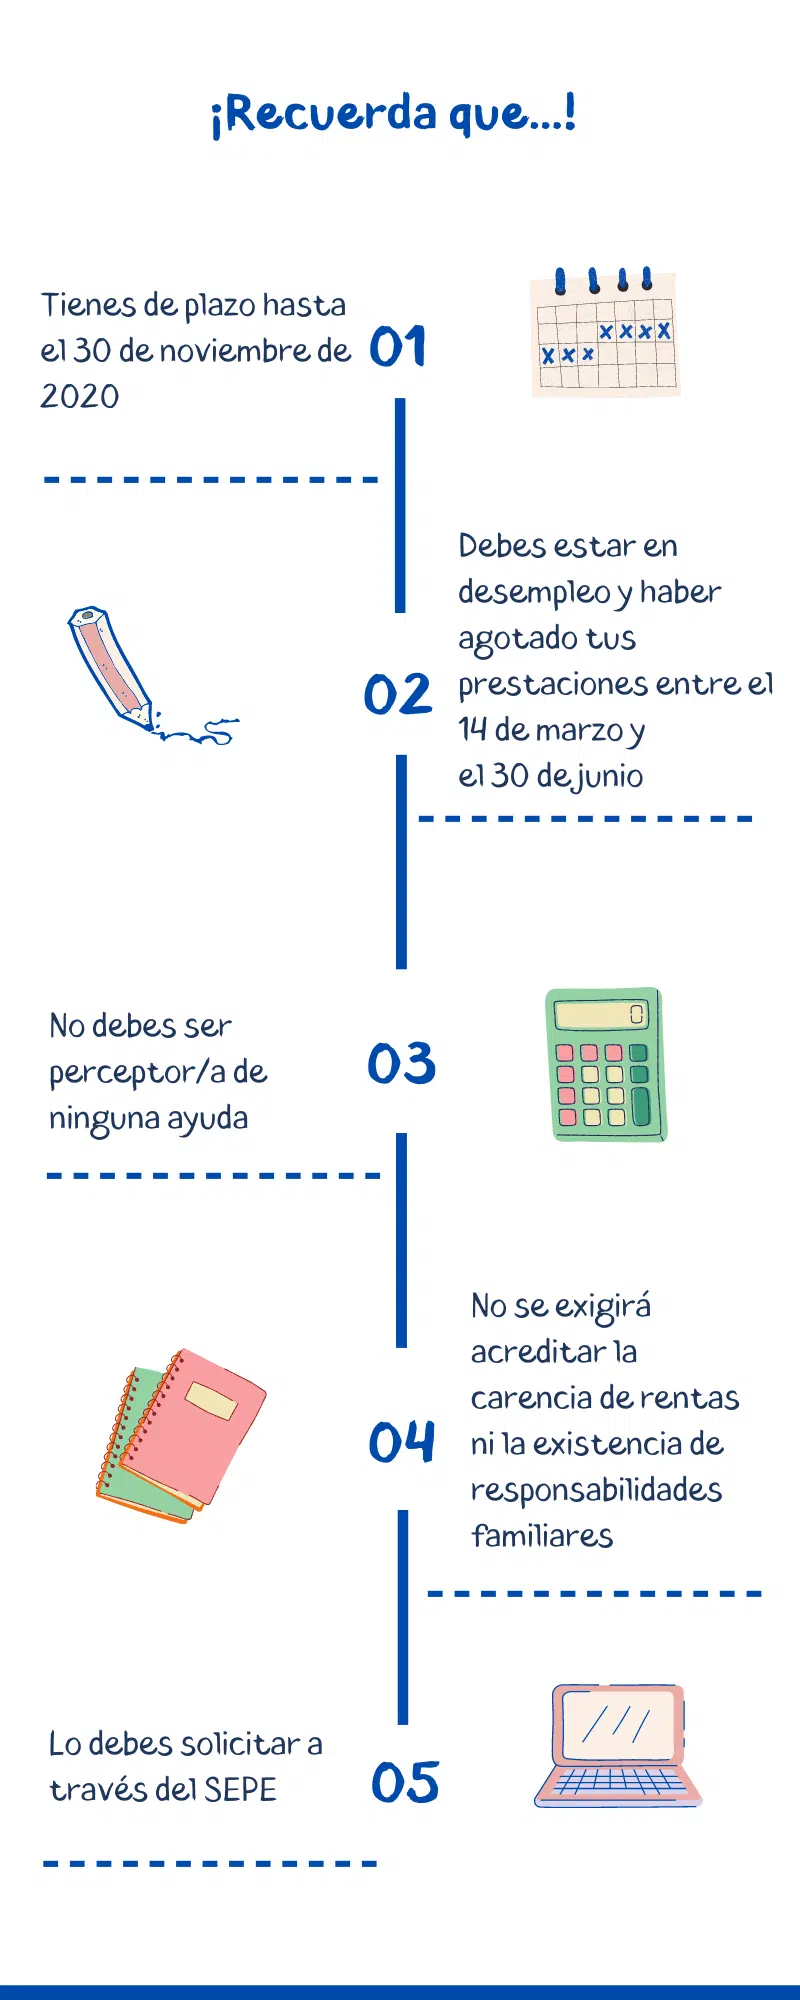 ¡Recuerda que...!
Tienes de plazo hasta
el 30 de noviembre de
2020
01
Debes estar en
desempleo y haber
agotado tus
prestaciones entre el
14 de marzo y
el 30 de junio
02
No debes ser
perceptor/a de
ninguna ayuda
03
0
No se exigirá
acreditar la
carencia de rentas
ni la existencia de
responsabilidades
familiares
04
Lo debes solicitar a
través del SEPE
05